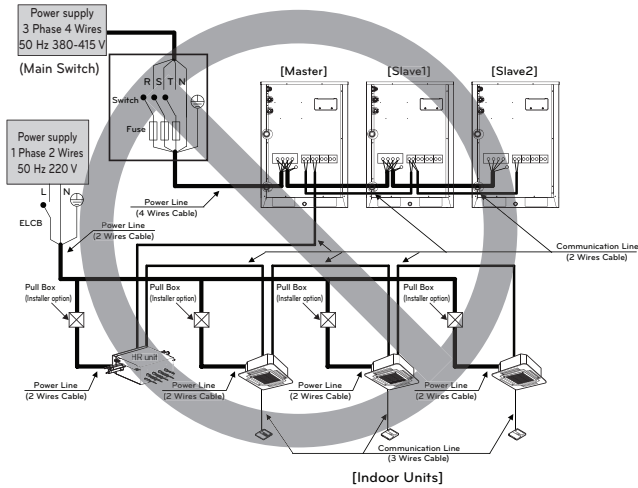 Power supply
3 Phase 4 Wires
50 Hz 380-415 V
(Main Switch)
[Master]
[Slave1]
[Slave2]
R S T N
Switch
Fuse
Power supply
1 Phase 2 Wires
50 Hz 220 V
L N
ELCB
Power Line
(4 Wires Cable)
Power Line
(2 Wires Cable)
Communication Line
(2 Wires Cable)
Pull Box
(Installer option)
Pull Box
(Installer option)
Pull Box
(Installer option)
Pull Box
(Installer option)
HR unit
Power Line
(2 Wires Cable)
Power Line
(2 Wires Cable)
Power Line
(2 Wires Cable)
Power Line
(2 Wires Cable)
Communication Line
(3 Wires Cable)
[Indoor Units]